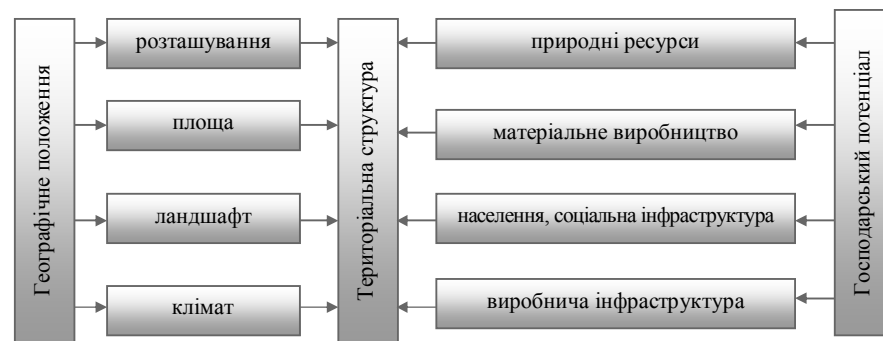 Географічне положення
розташування
площа
ландшафт
клімат
Територіальна структура
природні ресурси
матеріальне виробництво
населення, соціальна інфраструктура
виробнича інфраструктура
Господарський потенціал